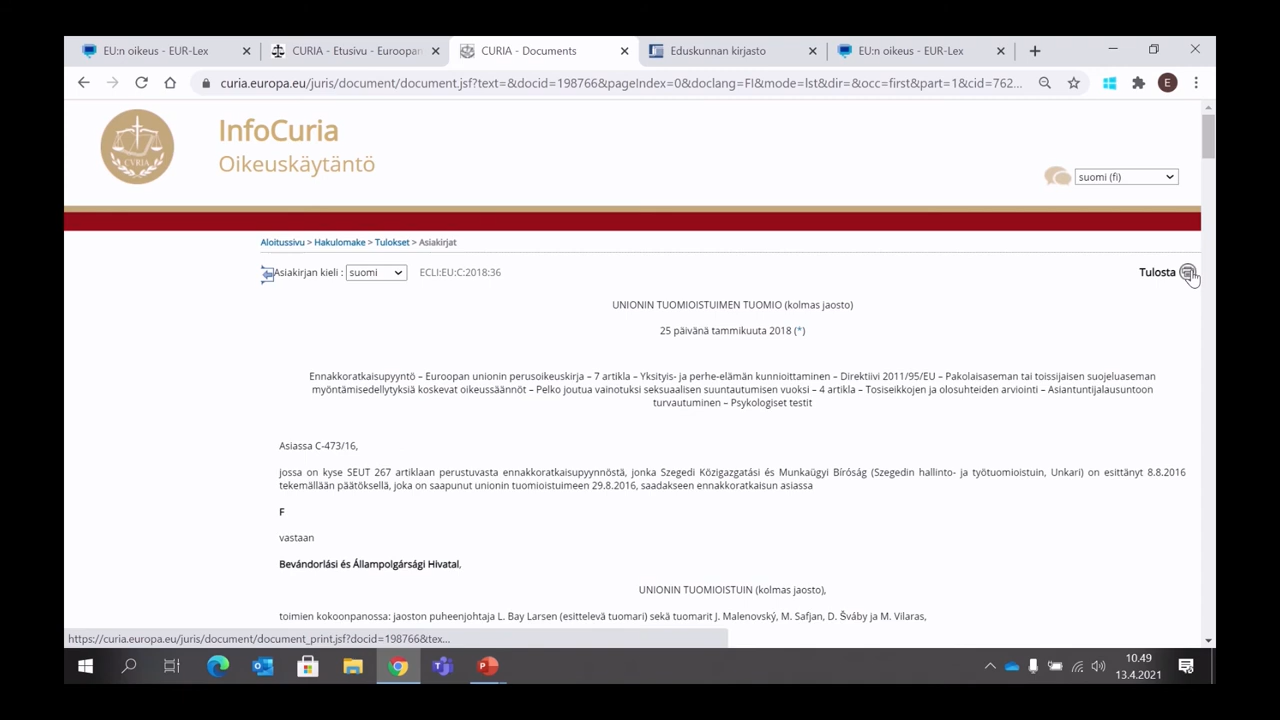 EU:n oikeus - EUR-Lex
CURIA - Etusivu - Euroopan
CURIA - Documents
Eduskunnan kirjasto
EU:n oikeus - EUR-Lex
curia.europa.eu/juris/document/document.jsf?text=&docid=198766&pageIndex=0&doclang=FI&mode=lst&dir=&occ=first&part=1&cid=762...
E
CVRIA
InfoCuria
Oikeuskäytäntö
suomi (fi)
Aloitussivu > Hakulomake > Tulokset > Asiakirjat
Asiakirjan kieli : suomi ECLI:EU:C:2018:36
Tulosta
UNIONIN TUOMIOISTUIMEN TUOMIO (kolmas jaosto)
25 päivänä tammikuuta 2018 (*)
Ennakkoratkaisupyyntö – Euroopan unionin perusoikeuskirja – 7 artikla – Yksityis- ja perhe-elämän kunnioittaminen – Direktiivi 2011/95/EU – Pakolaisaseman tai toissijaisen suojeluaseman
myöntämisedellytyksiä koskevat oikeussäännöt – Pelko joutua vainotuksi seksuaalisen suuntautumisen vuoksi – 4 artikla – Tosiseikkojen ja olosuhteiden arviointi – Asiantuntijalausuntoon
turvautuminen – Psykologiset testit
Asiassa C-473/16,
jossa on kyse SEUT 267 artiklaan perustuvasta ennakkoratkaisupyynnöstä, jonka Szegedi Közigazgatási és Munkaügyi Bíróság (Szegedin hallinto- ja työtuomioistuin, Unkari) on esittänyt 8.8.2016
tekemällään päätöksellä, joka on saapunut unionin tuomioistuimeen 29.8.2016, saadakseen ennakkoratkaisun asiassa
F
vastaan
Bevándorlási és Állampolgársági Hivatal,
UNIONIN TUOMIOISTUIN (kolmas jaosto),
toimien kokoonpanossa: jaoston puheenjohtaja L. Bay Larsen (esittelevä tuomari) sekä tuomarit J. Malenovský, M. Safjan, D. Šváby ja M. Vilaras,
https://curia.europa.eu/juris/document/document_print.jsf?docid=198766&tex...
10.49
13.4.2021